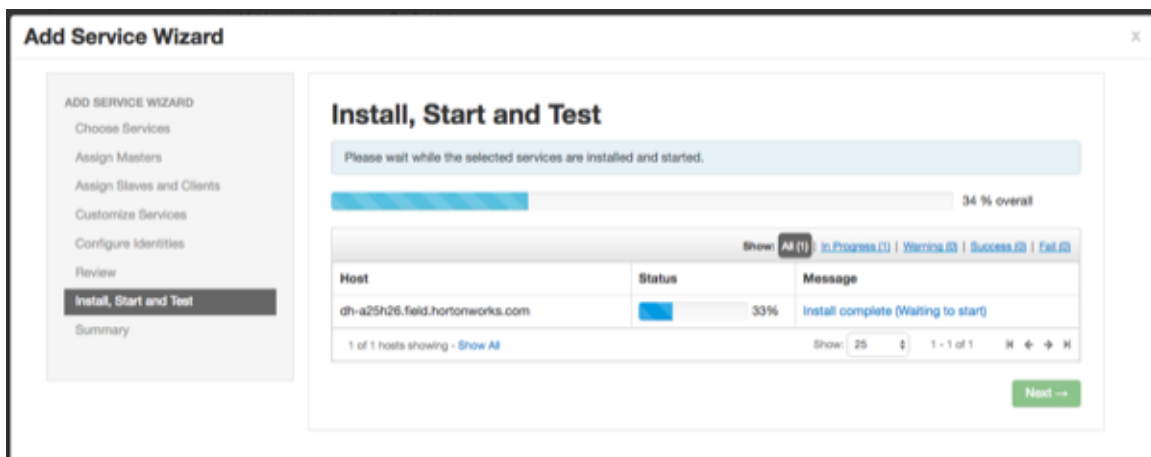 Add Service Wizard
x
ADD SERVICE WIZARD
Choose Services
Assign Masters
Assign Slaves and Clients
Customize Services
Configure Identities
Review
Install, Start and Test
Summary
Install, Start and Test
Please wait while the selected services are installed and started.
34 % overall
Show: All (1) | In Progress (1) | Warning (0) | Success (0) | Fail (0)
Host Status Message
dh-a25h26.field.hortonworks.com 33% Install complete (Waiting to start)
1 of 1 hosts showing - Show All Show: 25 1 - 1 of 1
Next →